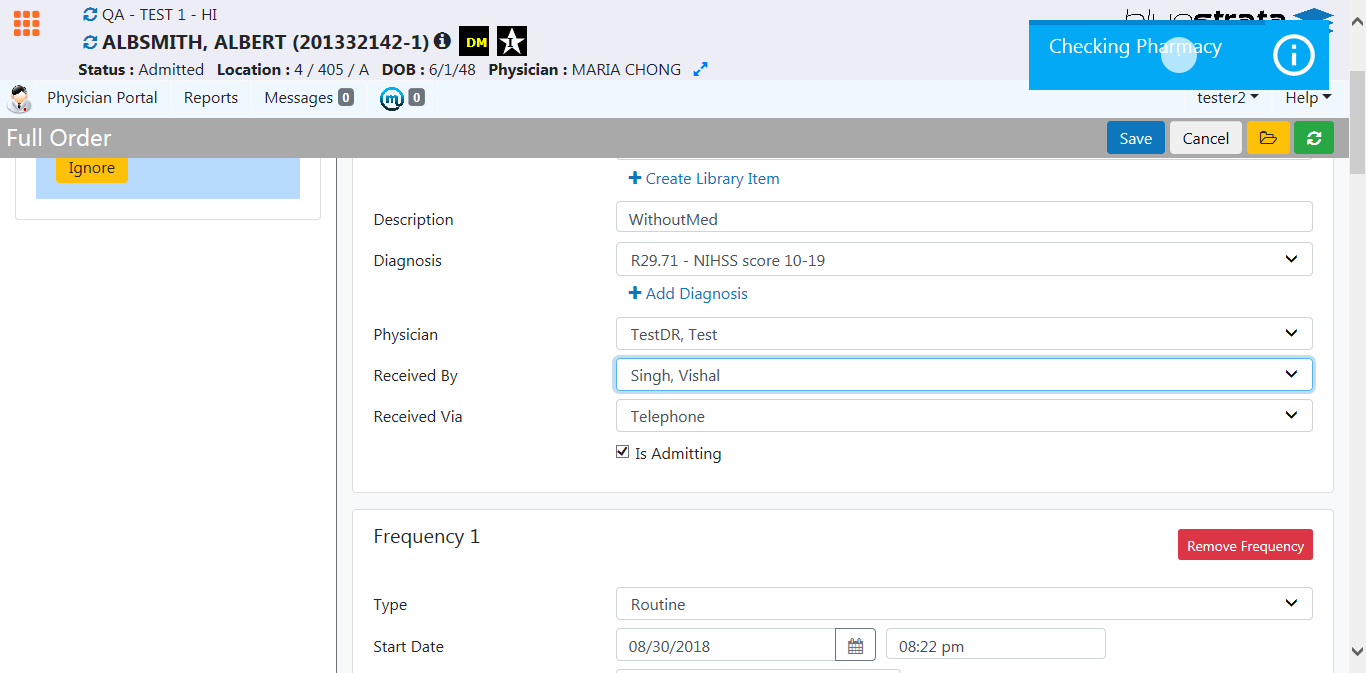 QA - TEST 1 - HI
bluestrata
ALBSMITH, ALBERT (201332142-1) DM I
Status : Admitted Location : 4 / 405 / A DOB : 6/1/48 Physician : MARIA CHONG
Checking Pharmacy
Physician Portal Reports Messages 0 m 0 tester2 Help
Full Order Save Cancel
Ignore
Create Library Item
Description WithoutMed
Diagnosis R29.71 - NIHSS score 10-19
Add Diagnosis
Physician TestDR, Test
Received By Singh, Vishal
Received Via Telephone
Is Admitting
Frequency 1
Remove Frequency
Type Routine
Start Date 08/30/2018 08:22 pm